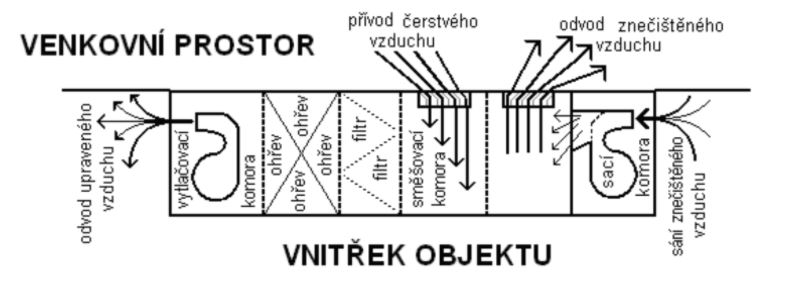 VENKOVNÍ PROSTOR
přívod čerstvého
vzduchu
odvod znečištěného
vzduchu
odvod upraveného
vzduchu
vytlačovací
komora
ohřev
ohřev
ohřev
ohřev
filtr
filtr
směšovací
komora
sací
komora
sání znečištěného
vzduchu
VNITŘEK OBJEKTU